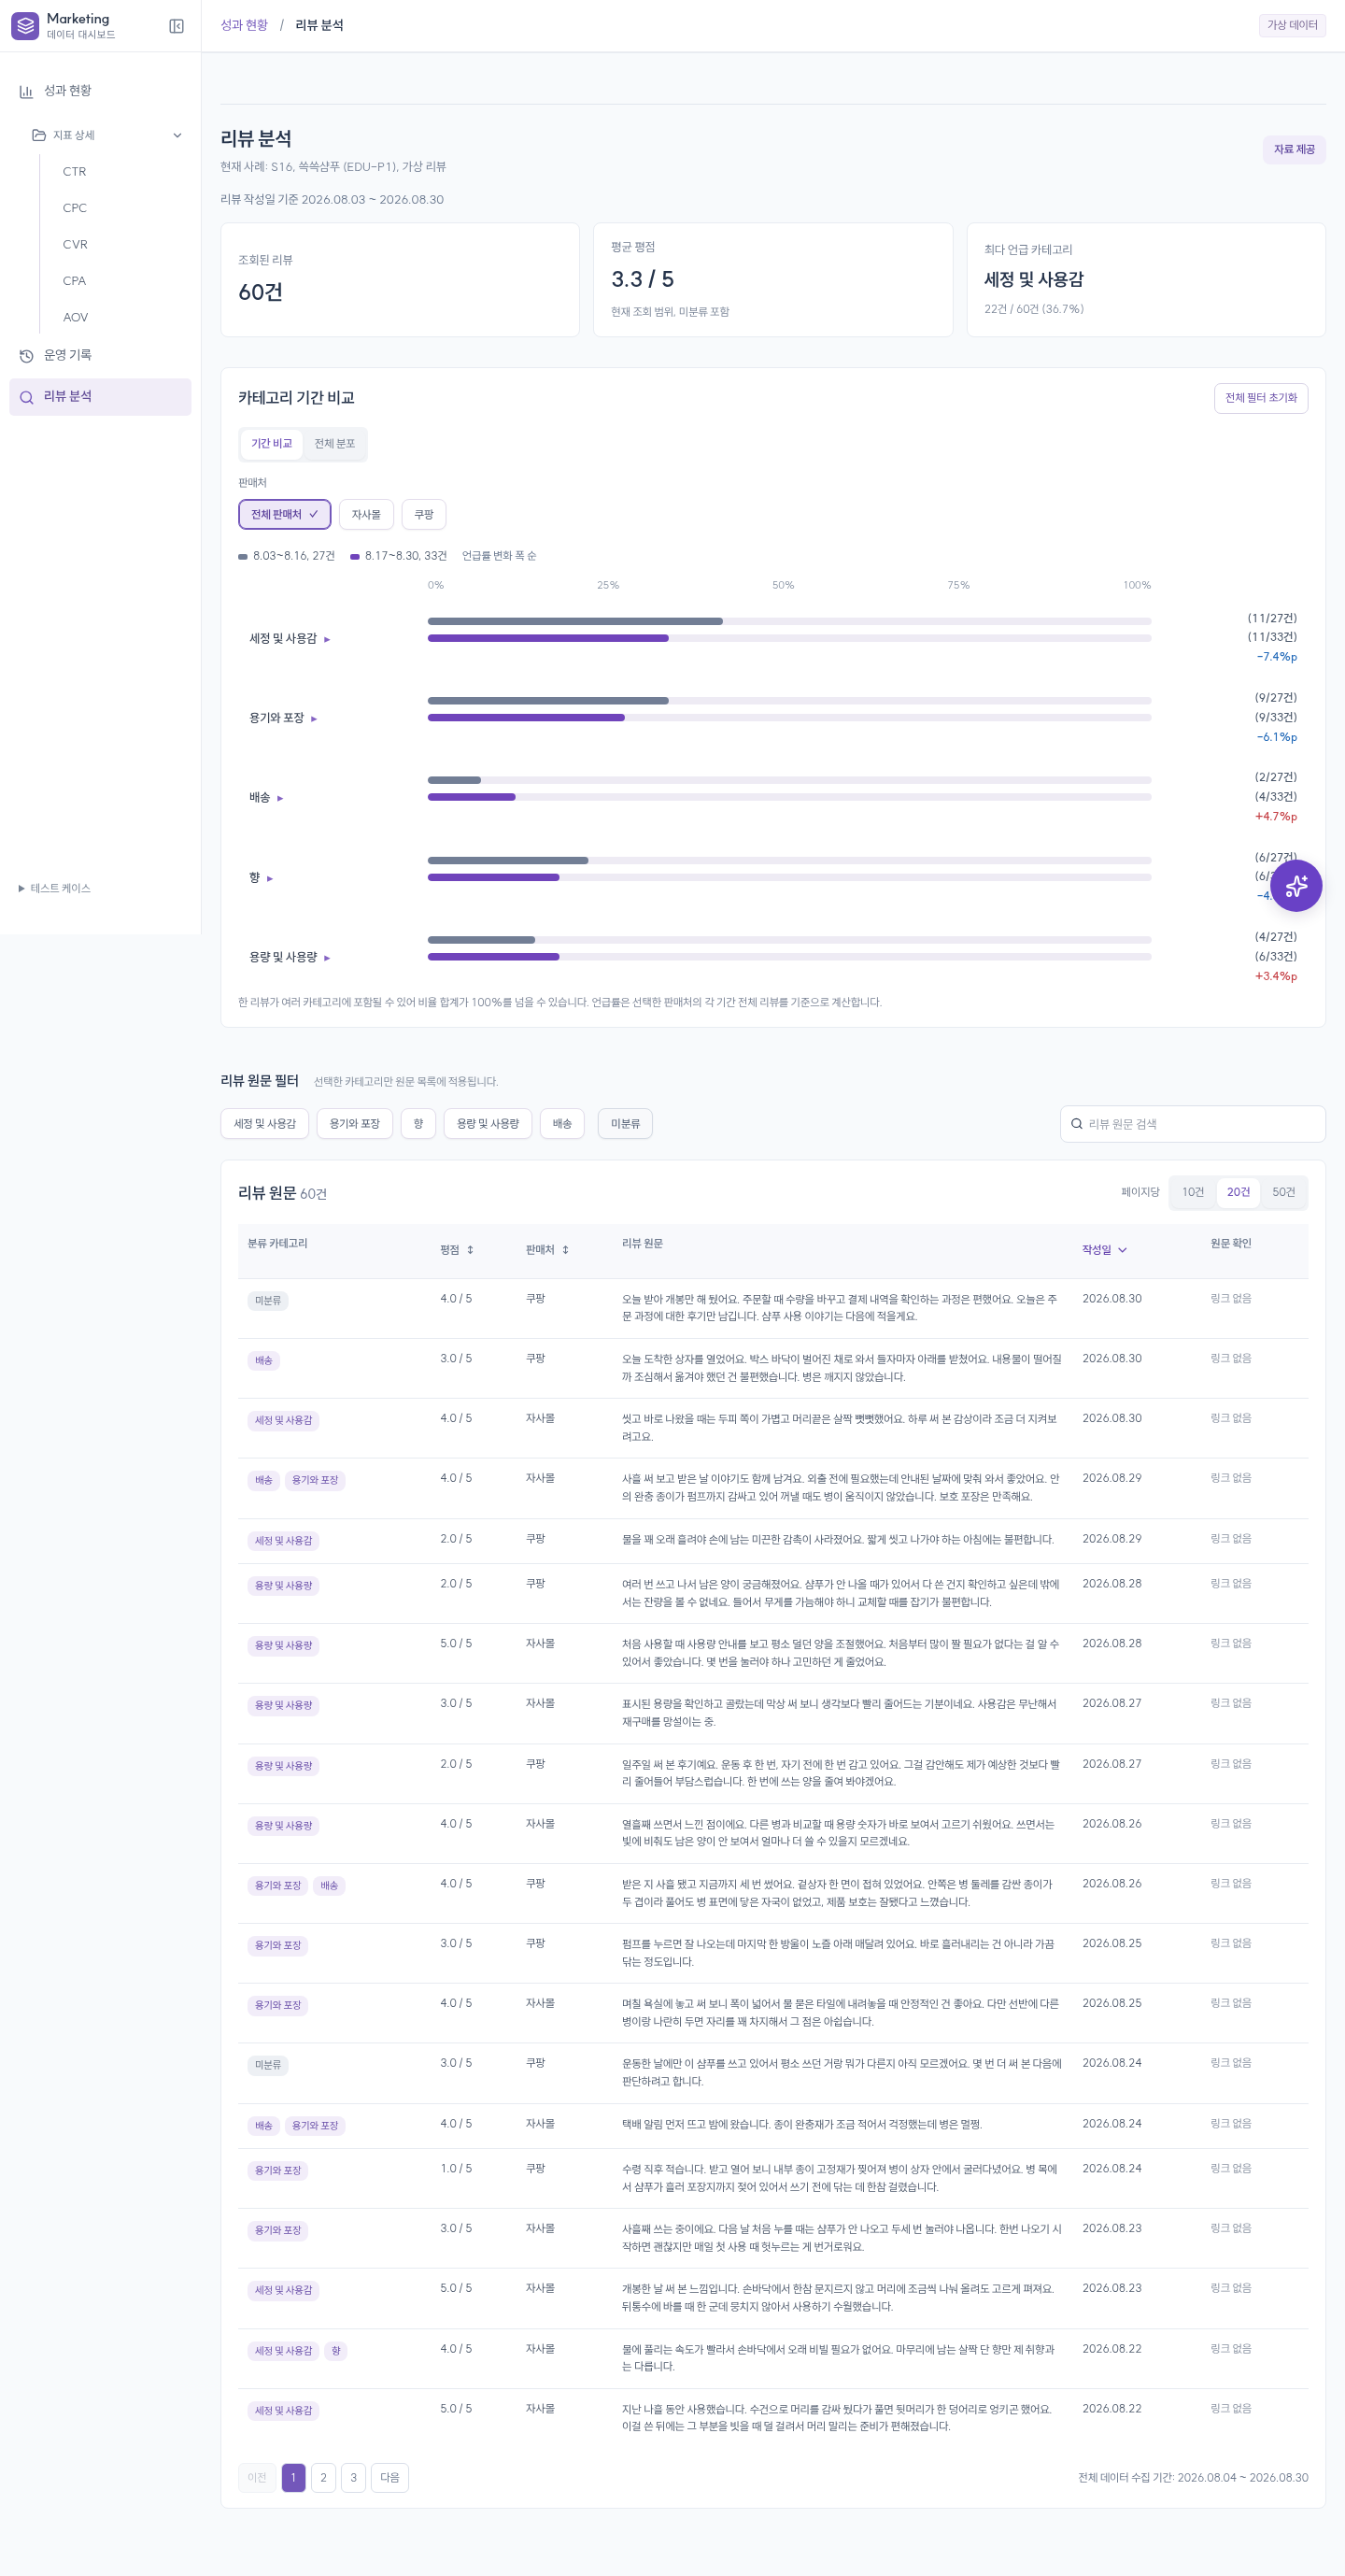 Marketing
데이터 대시보드
성과 현황 / 리뷰 분석
가상 데이터
성과 현황
지표 상세
CTR
CPC
CVR
CPA
AOV
운영 기록
리뷰 분석
테스트 케이스
리뷰 분석
현재 사례: S16, 쓱쓱샴푸 (EDU-P1), 가상 리뷰
자료 제공
리뷰 작성일 기준 2026.08.03 ~ 2026.08.30
조회된 리뷰
60건
평균 평점
3.3 / 5
현재 조회 범위, 미분류 포함
최다 언급 카테고리
세정 및 사용감
22건 / 60건 (36.7%)
카테고리 기간 비교
전체 필터 초기화
기간 비교 전체 분포
판매처
전체 판매처 ✓ 자사몰 쿠팡
8.03~8.16, 27건 8.17~8.30, 33건 언급률 변화 폭 순
0% 25% 50% 75% 100%
세정 및 사용감 ▶
(11/27건)
(11/33건)
-7.4%p
용기와 포장 ▶
(9/27건)
(9/33건)
-6.1%p
배송 ▶
(2/27건)
(4/33건)
+4.7%p
향 ▶
(6/27건)
(6/
-4.
용량 및 사용량 ▶
(4/27건)
(6/33건)
+3.4%p
한 리뷰가 여러 카테고리에 포함될 수 있어 비율 합계가 100%를 넘을 수 있습니다. 언급률은 선택한 판매처의 각 기간 전체 리뷰를 기준으로 계산합니다.
리뷰 원문 필터 선택한 카테고리만 원문 목록에 적용됩니다.
세정 및 사용감 용기와 포장 향 용량 및 사용량 배송 미분류
리뷰 원문 검색
리뷰 원문 60건
페이지당 10건 20건 50건
분류 카테고리 평점 ↕ 판매처 ↕ 리뷰 원문 작성일 원문 확인
미분류 4.0 / 5 쿠팡 오늘 받아 개봉만 해 뒀어요. 주문할 때 수량을 바꾸고 결제 내역을 확인하는 과정은 편했어요. 오늘은 주 2026.08.30 링크 없음
문 과정에 대한 후기만 남깁니다. 샴푸 사용 이야기는 다음에 적을게요.
배송 3.0 / 5 쿠팡 오늘 도착한 상자를 열었어요. 박스 바닥이 벌어진 채로 와서 들자마자 아래를 받쳤어요. 내용물이 떨어질 2026.08.30 링크 없음
까 조심해서 옮겨야 했던 건 불편했습니다. 병은 깨지지 않았습니다.
세정 및 사용감 4.0 / 5 자사몰 씻고 바로 나왔을 때는 두피 쪽이 가볍고 머리끝은 살짝 뻣뻣했어요. 하루 써 본 감상이라 조금 더 지켜보 2026.08.30 링크 없음
려고요.
배송 용기와 포장 4.0 / 5 자사몰 사흘 써 보고 받은 날 이야기도 함께 남겨요. 외출 전에 필요했는데 안내된 날짜에 맞춰 와서 좋았어요. 안 2026.08.29 링크 없음
의 완충 종이가 펌프까지 감싸고 있어 꺼낼 때도 병이 움직이지 않았습니다. 보호 포장은 만족해요.
세정 및 사용감 2.0 / 5 쿠팡 물을 꽤 오래 흘려야 손에 남는 미끈한 감촉이 사라졌어요. 짧게 씻고 나가야 하는 아침에는 불편합니다. 2026.08.29 링크 없음
용량 및 사용량 2.0 / 5 쿠팡 여러 번 쓰고 나서 남은 양이 궁금해졌어요. 샴푸가 안 나올 때가 있어서 다 쓴 건지 확인하고 싶은데 밖에 2026.08.28 링크 없음
서는 잔량을 볼 수 없네요. 들어서 무게를 가늠해야 하니 교체할 때를 잡기가 불편합니다.
용량 및 사용량 5.0 / 5 자사몰 처음 사용할 때 사용량 안내를 보고 평소 덜던 양을 조절했어요. 처음부터 많이 짤 필요가 없다는 걸 알 수 2026.08.28 링크 없음
있어서 좋았습니다. 몇 번을 눌러야 하나 고민하던 게 줄었어요.
용량 및 사용량 3.0 / 5 자사몰 표시된 용량을 확인하고 골랐는데 막상 써 보니 생각보다 빨리 줄어드는 기분이네요. 사용감은 무난해서 2026.08.27 링크 없음
재구매를 망설이는 중.
용량 및 사용량 2.0 / 5 쿠팡 일주일 써 본 후기예요. 운동 후 한 번, 자기 전에 한 번 감고 있어요. 그걸 감안해도 제가 예상한 것보다 빨 2026.08.27 링크 없음
리 줄어들어 부담스럽습니다. 한 번에 쓰는 양을 줄여 봐야겠어요.
용량 및 사용량 4.0 / 5 자사몰 열흘째 쓰면서 느낀 점이에요. 다른 병과 비교할 때 용량 숫자가 바로 보여서 고르기 쉬웠어요. 쓰면서는 2026.08.26 링크 없음
빛에 비춰도 남은 양이 안 보여서 얼마나 더 쓸 수 있을지 모르겠네요.
용기와 포장 배송 4.0 / 5 쿠팡 받은 지 사흘 됐고 지금까지 세 번 썼어요. 겉상자 한 면이 접혀 있었어요. 안쪽은 병 둘레를 감싼 종이가 2026.08.26 링크 없음
두 겹이라 풀어도 병 표면에 닿은 자국이 없었고, 제품 보호는 잘됐다고 느꼈습니다.
용기와 포장 3.0 / 5 쿠팡 펌프를 누르면 잘 나오는데 마지막 한 방울이 노즐 아래 매달려 있어요. 바로 흘러내리는 건 아니라 가끔 2026.08.25 링크 없음
닦는 정도입니다.
용기와 포장 4.0 / 5 자사몰 며칠 욕실에 놓고 써 보니 폭이 넓어서 물 묻은 타일에 내려놓을 때 안정적인 건 좋아요. 다만 선반에 다른 2026.08.25 링크 없음
병이랑 나란히 두면 자리를 꽤 차지해서 그 점은 아쉽습니다.
미분류 3.0 / 5 쿠팡 운동한 날에만 이 샴푸를 쓰고 있어서 평소 쓰던 거랑 뭐가 다른지 아직 모르겠어요. 몇 번 더 써 본 다음에 2026.08.24 링크 없음
판단하려고 합니다.
배송 용기와 포장 4.0 / 5 자사몰 택배 알림 먼저 뜨고 밤에 왔습니다. 종이 완충재가 조금 적어서 걱정했는데 병은 멀쩡. 2026.08.24 링크 없음
용기와 포장 1.0 / 5 쿠팡 수령 직후 적습니다. 받고 열어 보니 내부 종이 고정재가 찢어져 병이 상자 안에서 굴러다녔어요. 병 목에 2026.08.24 링크 없음
서 샴푸가 흘러 포장지까지 젖어 있어서 쓰기 전에 닦는 데 한참 걸렸습니다.
용기와 포장 3.0 / 5 자사몰 사흘째 쓰는 중이에요. 다음 날 처음 누를 때는 샴푸가 안 나오고 두세 번 눌러야 나옵니다. 한번 나오기 시 2026.08.23 링크 없음
작하면 괜찮지만 매일 첫 사용 때 헛누르는 게 번거로워요.
세정 및 사용감 5.0 / 5 자사몰 개봉한 날 써 본 느낌입니다. 손바닥에서 한참 문지르지 않고 머리에 조금씩 나눠 올려도 고르게 펴져요. 2026.08.23 링크 없음
뒤통수에 바를 때 한 군데 뭉치지 않아서 사용하기 수월했습니다.
세정 및 사용감 향 4.0 / 5 자사몰 물에 풀리는 속도가 빨라서 손바닥에서 오래 비빌 필요가 없어요. 마무리에 남는 살짝 단 향만 제 취향과 2026.08.22 링크 없음
는 다릅니다.
세정 및 사용감 5.0 / 5 자사몰 지난 나흘 동안 사용했습니다. 수건으로 머리를 감싸 뒀다가 풀면 뒷머리가 한 덩어리로 엉키곤 했어요. 2026.08.22 링크 없음
이걸 쓴 뒤에는 그 부분을 빗을 때 덜 걸려서 머리 말리는 준비가 편해졌습니다.
이전 1 2 3 다음
전체 데이터 수집 기간: 2026.08.04 ~ 2026.08.30